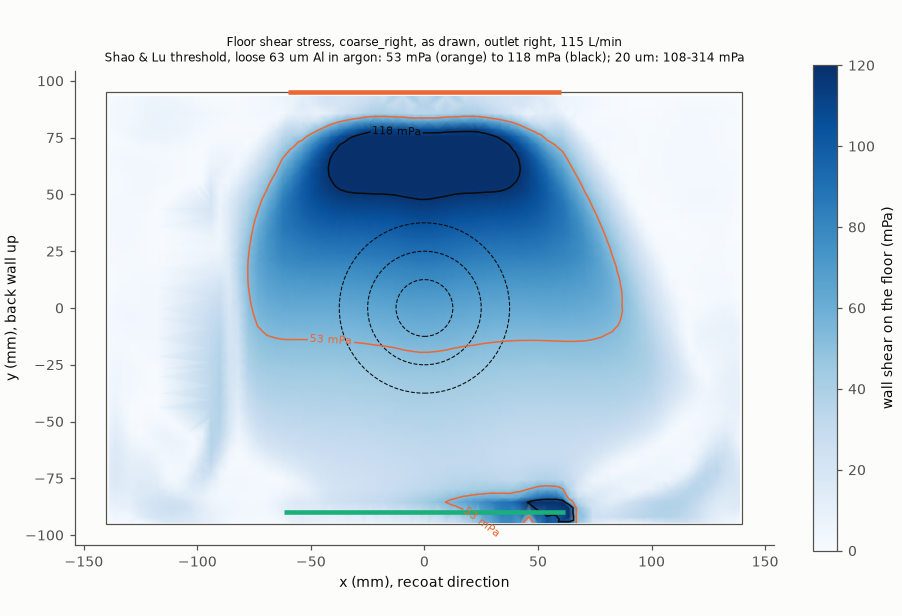 Floor shear stress, coarse_right, as drawn, outlet right, 115 L/min
Shao & Lu threshold, loose 63 um Al in argon: 53 mPa (orange) to 118 mPa (black); 20 um: 108-314 mPa
y (mm), back wall up
100
75
50
25
0
−25
−50
−75
−100
118 mPa
53 mPa
53 mPa
−150
−100
−50
0
50
100
150
x (mm), recoat direction
120
100
80
60
40
20
0
wall shear on the floor (mPa)